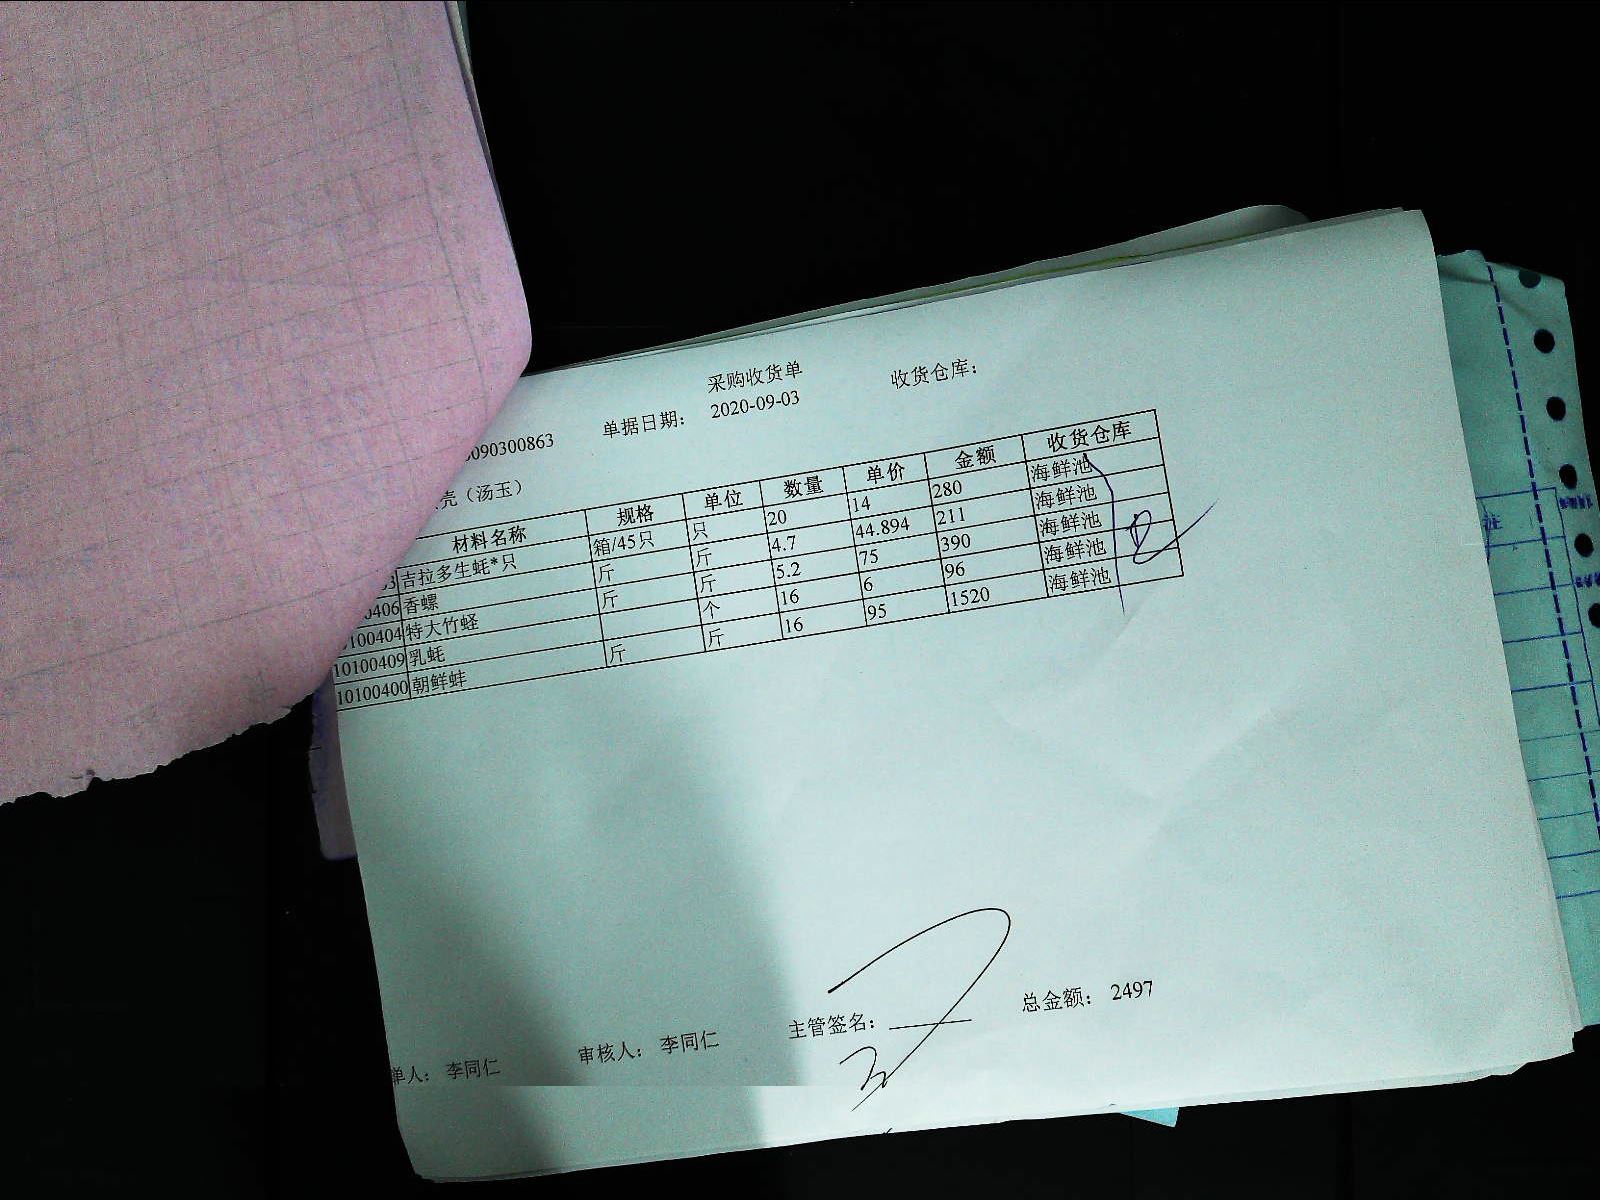 采购收货单
收货仓库：
090300863 单据日期： 2020-09-03
壳（汤玉）
材料名称 规格 单位 数量 单价 金额 收货仓库
3 吉拉多生蚝*只 箱/45只 只 20 14 280 海鲜池
0406 香螺 斤 斤 4.7 44.894 211 海鲜池
100404 特大竹蛏 斤 斤 5.2 75 390 海鲜池
10100409 乳蚝 个 16 6 96 海鲜池
10100400 朝鲜蚌 斤 斤 16 95 1520 海鲜池
单人： 李同仁 审核人： 李同仁 主管签名： 总金额： 2497